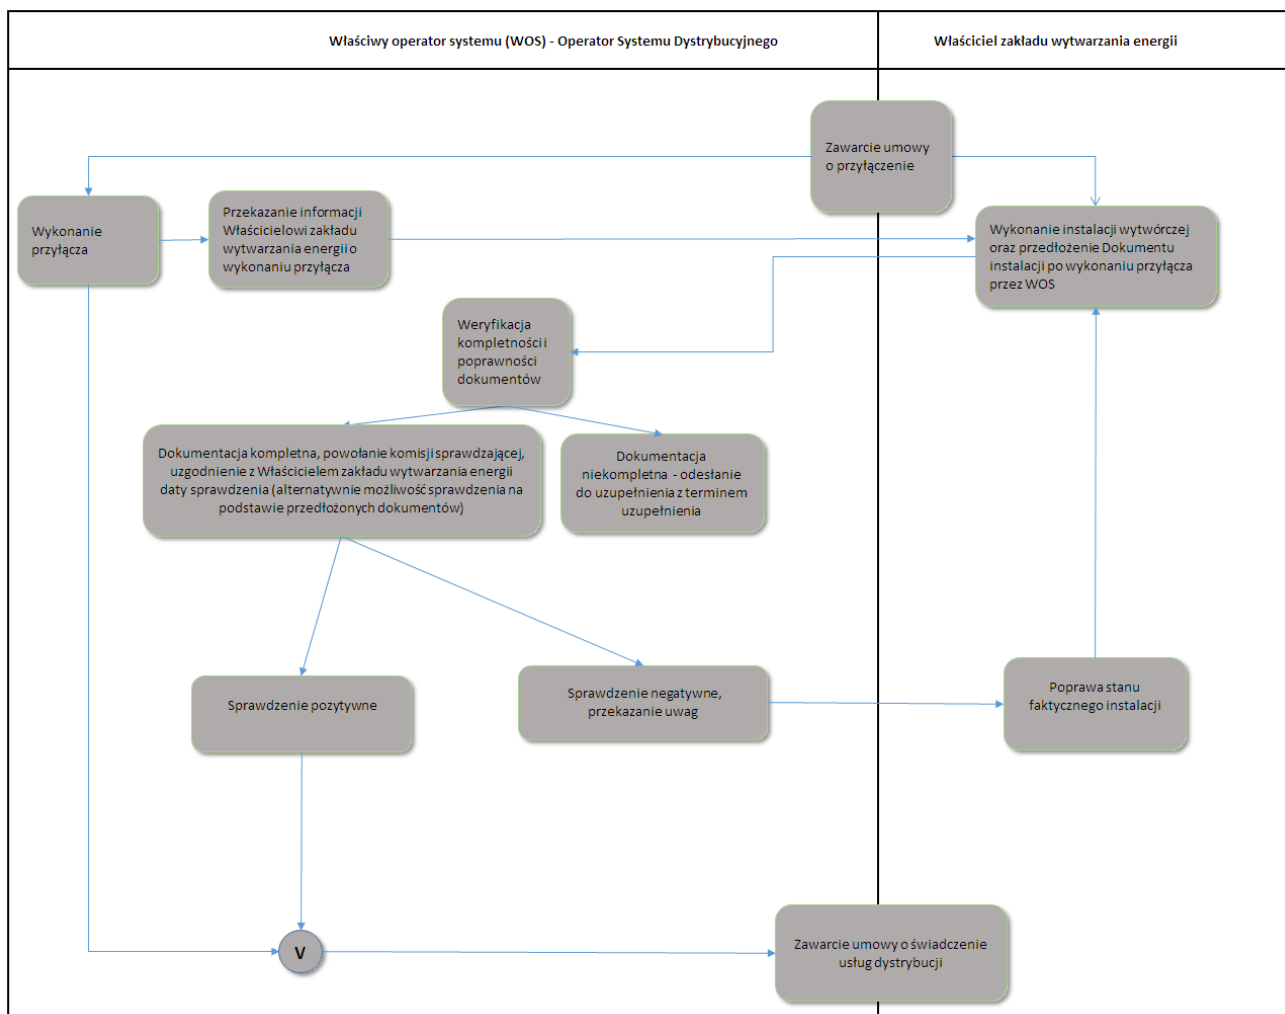 Właściwy operator systemu (WOS) - Operator Systemu Dystrybucyjnego
Właściciel zakładu wytwarzania energii
Zawarcie umowy
o przyłączenie
Wykonanie
przyłącza
Przekazanie informacji
Właścicielowi zakładu
wytwarzania energii o
wykonaniu przyłącza
Wykonanie instalacji wytwórczej
oraz przedłożenie Dokumentu
instalacji po wykonaniu przyłącza
przez WOS
Weryfikacja
kompletności i
poprawności
dokumentów
Dokumentacja kompletna, powołanie komisji sprawdzającej,
uzgodnienie z Właścicielem zakładu wytwarzania energii
daty sprawdzenia (alternatywnie możliwość sprawdzenia na
podstawie przedłożonych dokumentów)
Dokumentacja
niekompletna - odesłanie
do uzupełnienia z terminem
uzupełnienia
Sprawdzenie pozytywne
Sprawdzenie negatywne,
przekazanie uwag
Poprawa stanu
faktycznego instalacji
V
Zawarcie umowy o świadczenie
usług dystrybucji